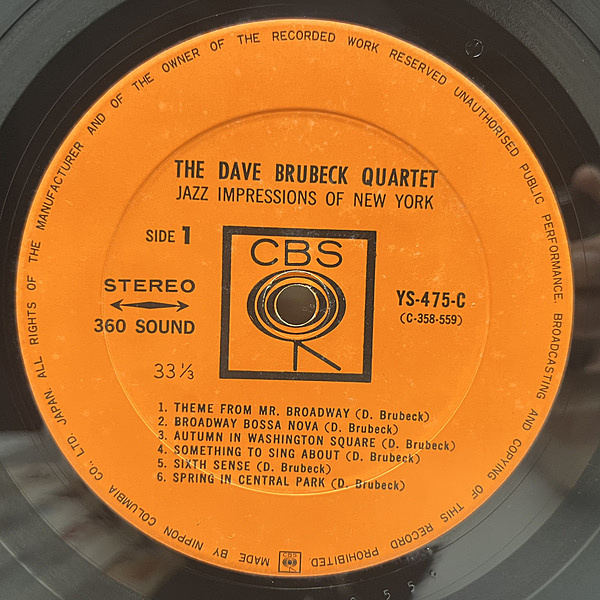 ALL RIGHTS OF THE MANUFACTURER AND OF THE OWNER OF THE RECORDED WORK RESERVED UNAUTHORISED PUBLIC PERFORMANCE. BROADCASTING AND COPYING OF THIS RECORD PROHIBITED
THE DAVE BRUBECK QUARTET
JAZZ IMPRESSIONS OF NEW YORK
SIDE 1
CBS
STEREO
360 SOUND
YS-475-C
(C-358-559)
33 1/3
1. THEME FROM MR. BROADWAY (D. Brubeck)
2. BROADWAY BOSSA NOVA (D. Brubeck)
3. AUTUMN IN WASHINGTON SQUARE (D. Brubeck)
4. SOMETHING TO SING ABOUT (D. Brubeck)
5. SIXTH SENSE (D. Brubeck)
6. SPRING IN CENTRAL PARK (D. Brubeck)
CBS
MADE BY NIPPON COLUMBIA CO., LTD. JAPAN.